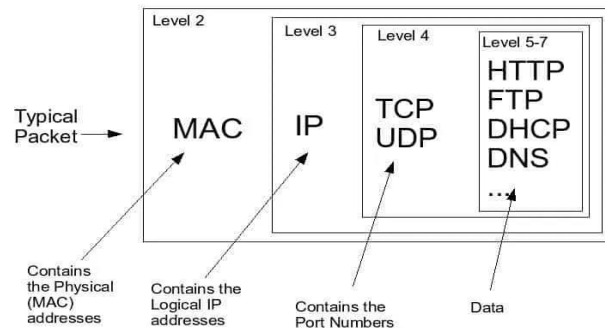 Level 2
Level 3
Level 4
Level 5-7
Typical
Packet
MAC
IP
TCP
UDP
HTTP
FTP
DHCP
DNS
...
Contains
the Physical
(MAC)
addresses
Contains the
Logical IP
addresses
Contains the
Port Numbers
Data